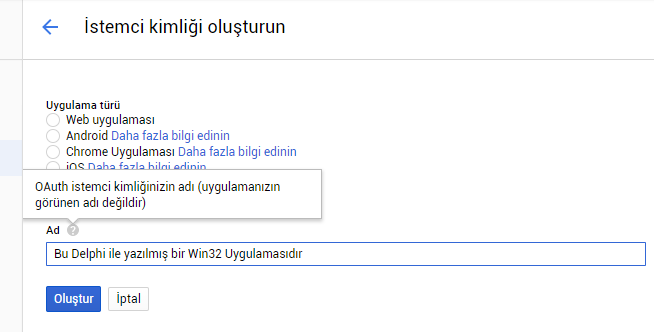 İstemci kimliği oluşturun
Uygulama türü
Web uygulaması
Android Daha fazla bilgi edinin
Chrome Uygulaması Daha fazla bilgi edinin
iOS Daha fazla bilgi edinin
OAuth istemci kimliğinizin adı (uygulamanızın
görünen adı değildir)
Ad ?
Bu Delphi ile yazılmış bir Win32 Uygulamasıdır
Oluştur İptal